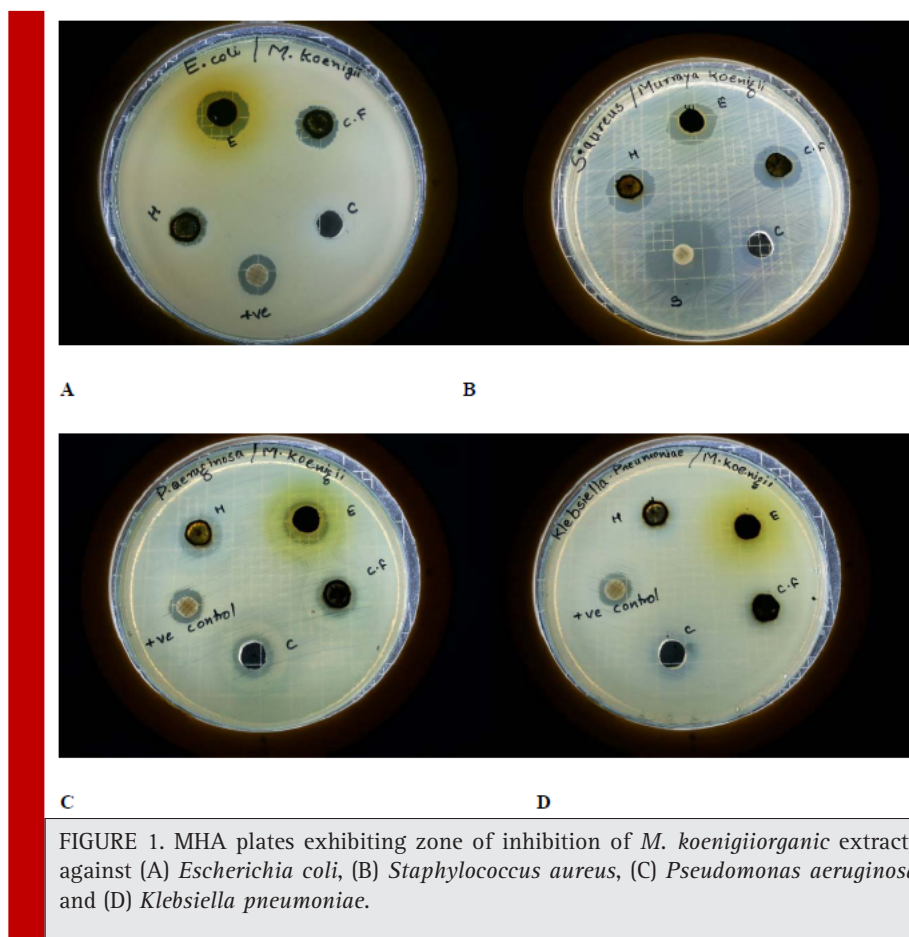 E.coli / M. Koenigii
E
C.F
H
C
+ve
S.aureus / Murraya Koenigii
E
H
C.F
C
S
A
B
P.aeruginosa / M.Koenigii
H
E
C.F
+ve control
C
Klebsiella Pneumoniae / M.Koenigii
H
E
C.F
+ve control
C
C
D
FIGURE 1. MHA plates exhibiting zone of inhibition of M. koenigiiorganic extract
against (A) Escherichia coli, (B) Staphylococcus aureus, (C) Pseudomonas aeruginosa
and (D) Klebsiella pneumoniae.